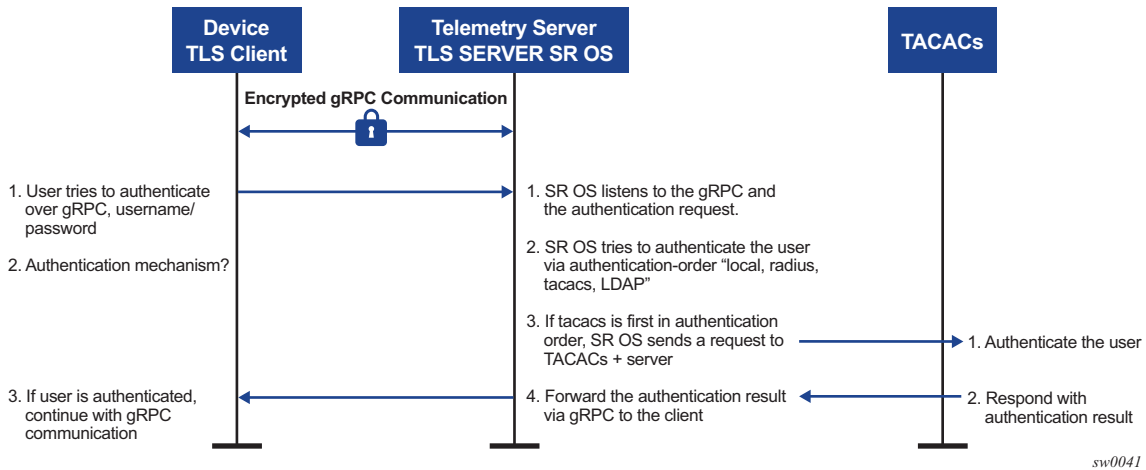 Device
TLS Client
Telemetry Server
TLS SERVER SR OS
TACACs
Encrypted gRPC Communication
1. User tries to authenticate
over gRPC, username/
password
2. Authentication mechanism?
3. If user is authenticated,
continue with gRPC
communication
1. SR OS listens to the gRPC and
the authentication request.
2. SR OS tries to authenticate the user
via authentication-order “local, radius,
tacacs, LDAP”
3. If tacacs is first in authentication
order, SR OS sends a request to
TACACs + server
4. Forward the authentication result
via gRPC to the client
1. Authenticate the user
2. Respond with
authentication result
sw0041